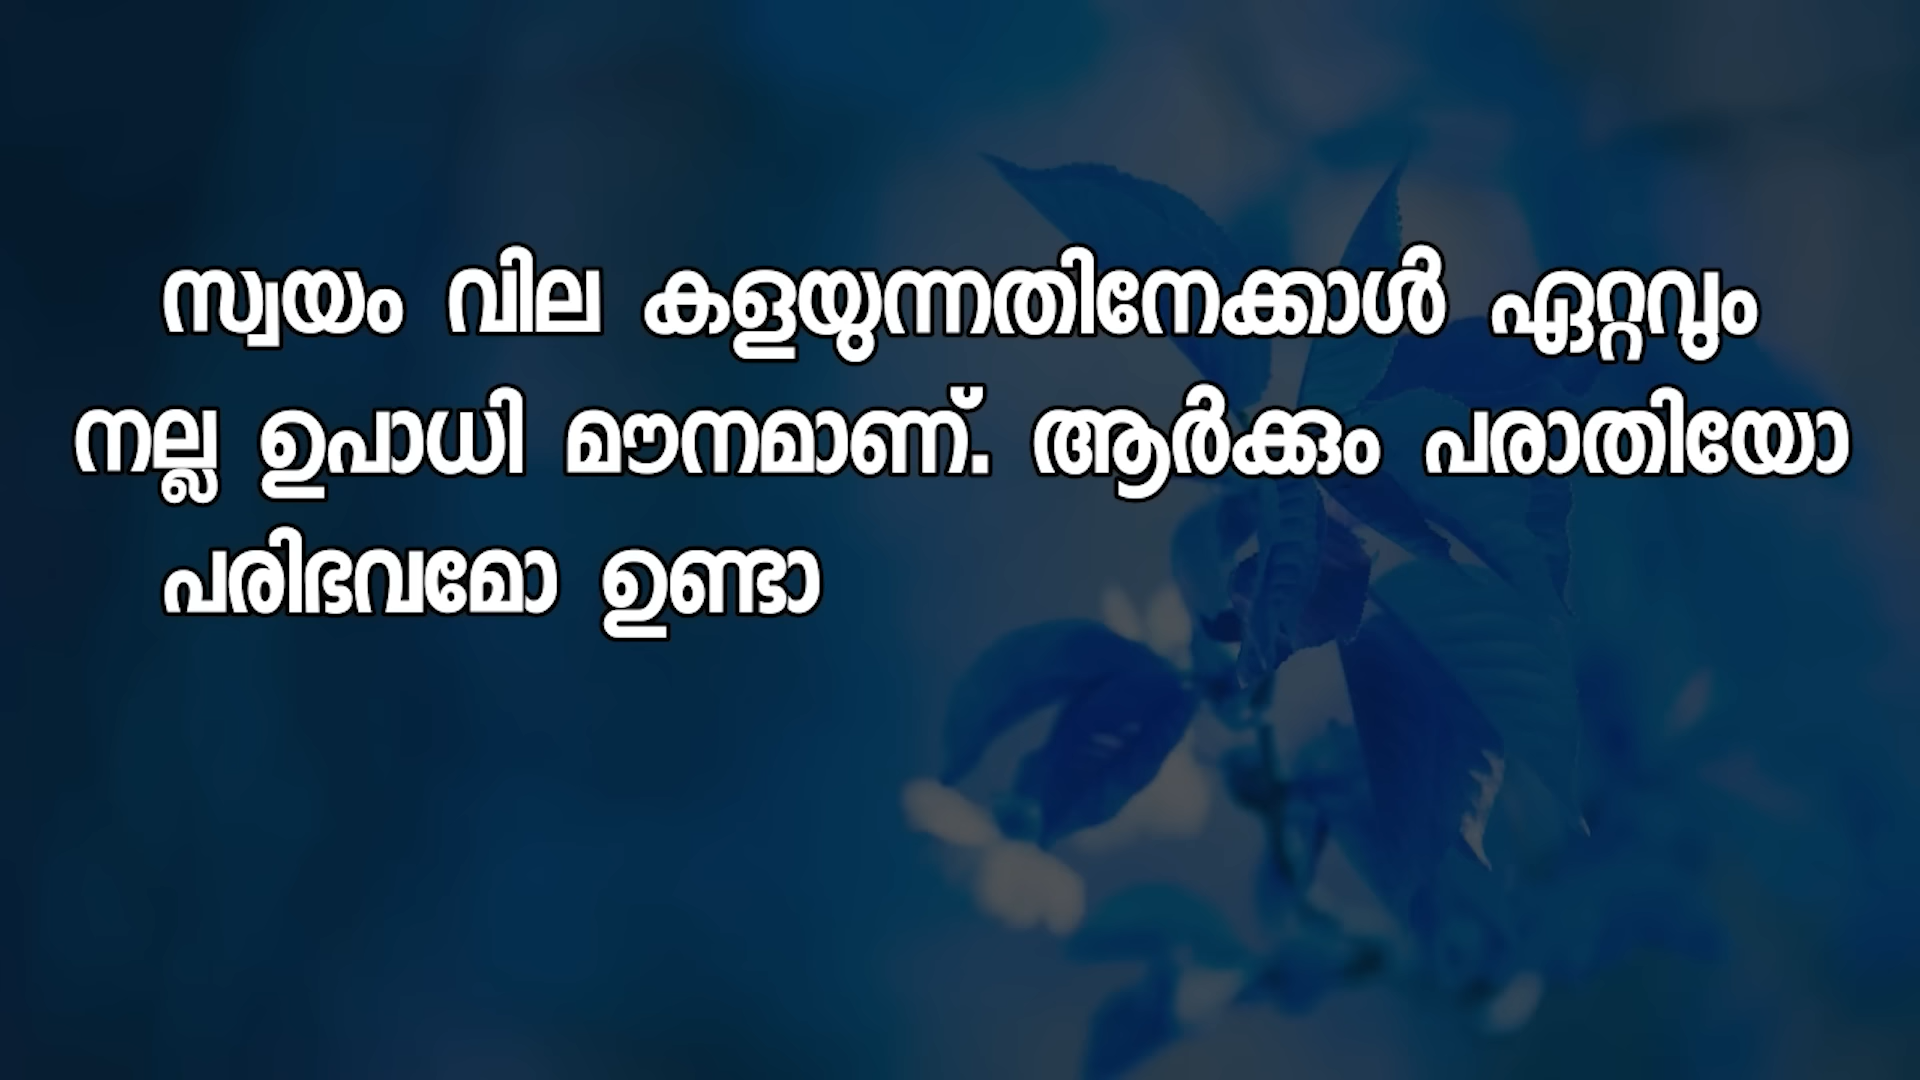 സ്വയം വില കളയുന്നതിനേക്കാൾ ഏറ്റവും
നല്ല ഉപാധി മൗനമാണ്. ആർക്കും പരാതിയോ
പരിഭവമോ ഉണ്ടാ